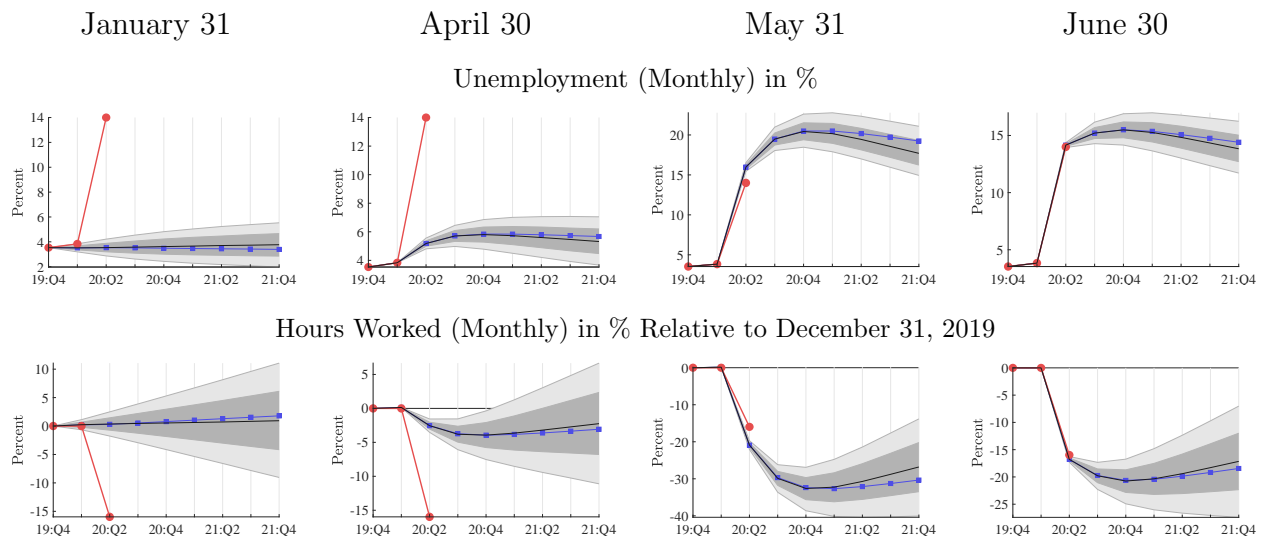 January 31 April 30 May 31 June 30
Unemployment (Monthly) in %
Percent 14 12 10 8 6 4 2 19:Q4 20:Q2 20:Q4 21:Q2 21:Q4
Percent 14 12 10 8 6 4 19:Q4 20:Q2 20:Q4 21:Q2 21:Q4
Percent 20 15 10 5 19:Q4 20:Q2 20:Q4 21:Q2 21:Q4
Percent 15 10 5 19:Q4 20:Q2 20:Q4 21:Q2 21:Q4
Hours Worked (Monthly) in % Relative to December 31, 2019
Percent 10 5 0 -5 -10 -15 19:Q4 20:Q2 20:Q4 21:Q2 21:Q4
Percent 5 0 -5 -10 -15 19:Q4 20:Q2 20:Q4 21:Q2 21:Q4
Percent 0 -10 -20 -30 -40 19:Q4 20:Q2 20:Q4 21:Q2 21:Q4
Percent 0 -5 -10 -15 -20 -25 19:Q4 20:Q2 20:Q4 21:Q2 21:Q4